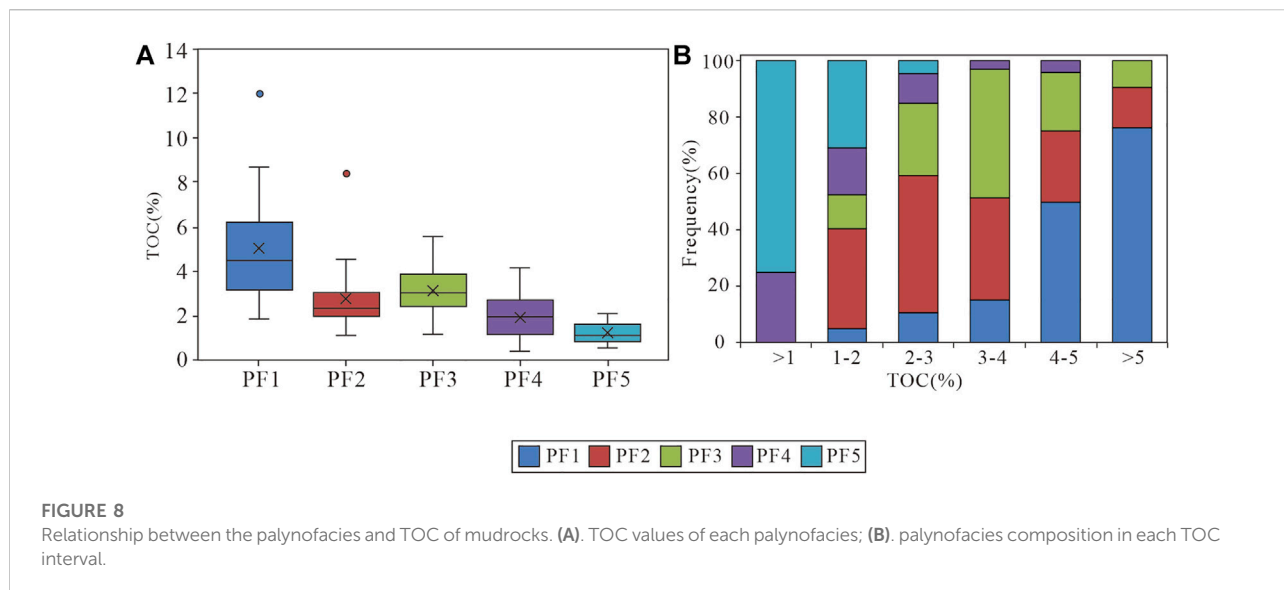 A
14
12
10
8
6
4
2
0
TOC(%)
PF1 PF2 PF3 PF4 PF5
B
100
80
60
40
20
0
Frequency(%)
>1 1-2 2-3 3-4 4-5 >5
TOC(%)
PF1 PF2 PF3 PF4 PF5
FIGURE 8
Relationship between the palynofacies and TOC of mudrocks. (A). TOC values of each palynofacies; (B). palynofacies composition in each TOC
interval.